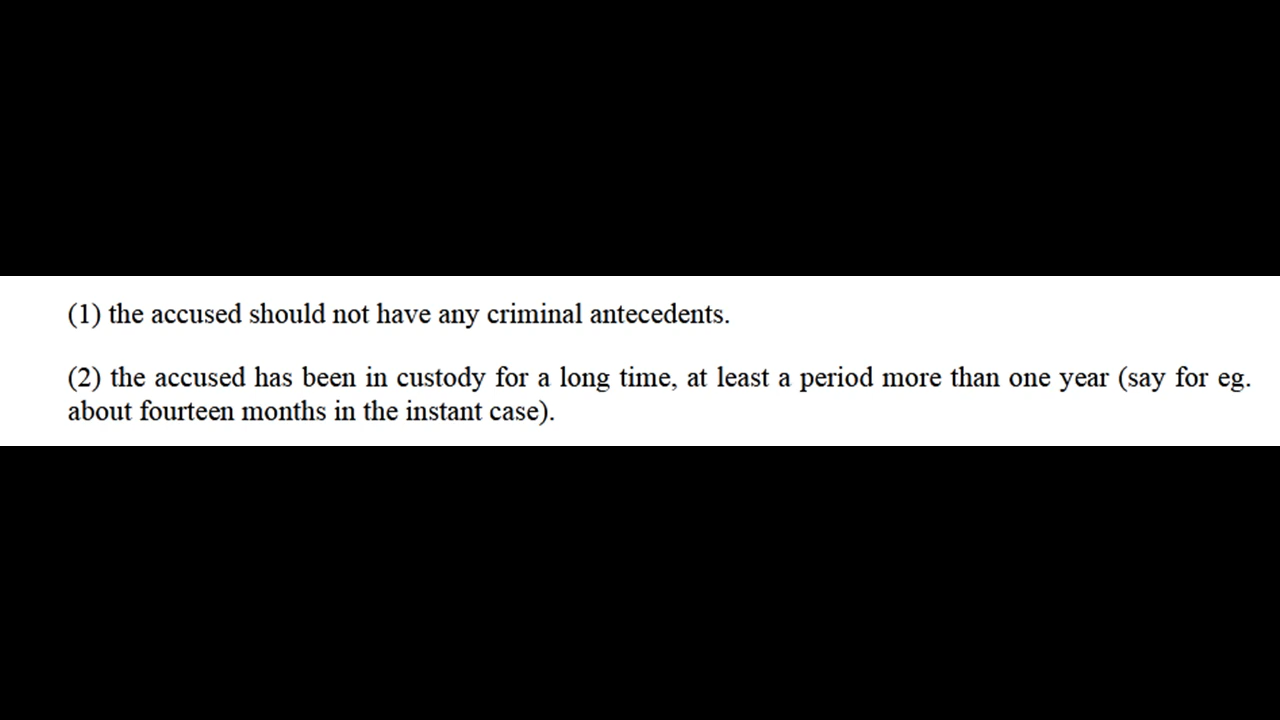 (1) the accused should not have any criminal antecedents.
(2) the accused has been in custody for a long time, at least a period more than one year (say for eg.
about fourteen months in the instant case).